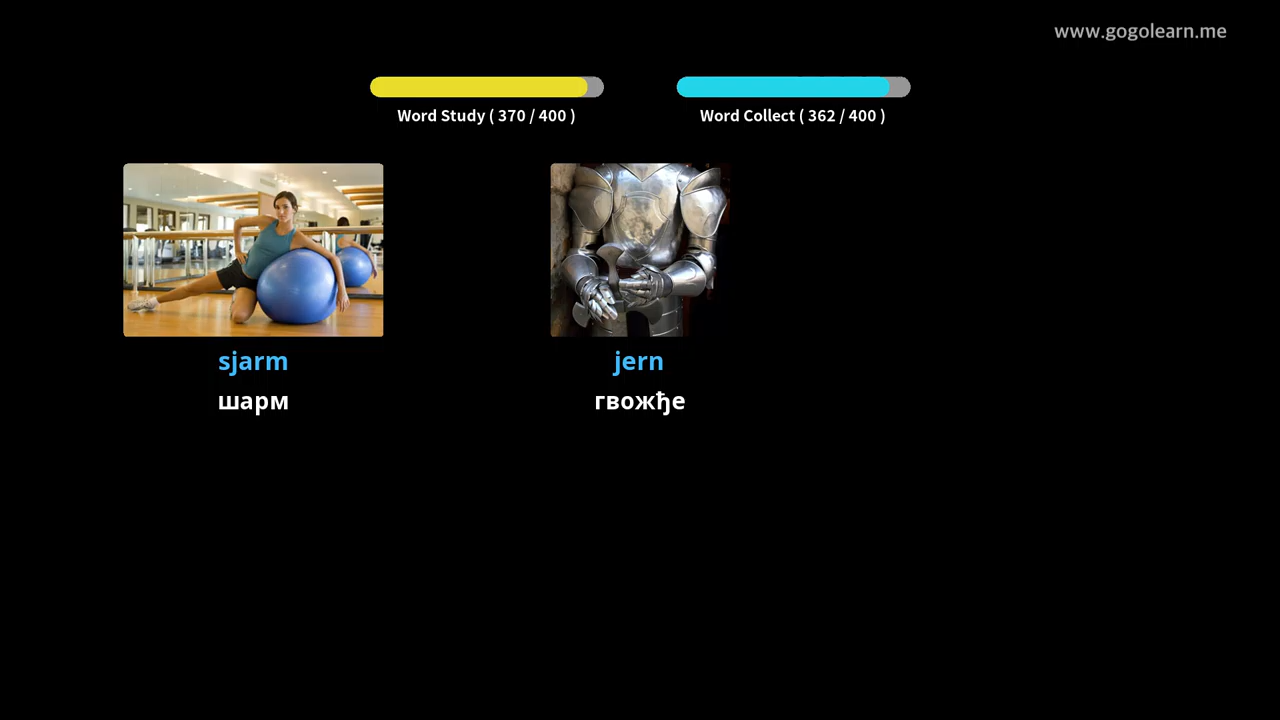 www.gogolearn.me
Word Study ( 370 / 400 )
Word Collect ( 362 / 400 )
sjarm
jern
шарм
гвожђе